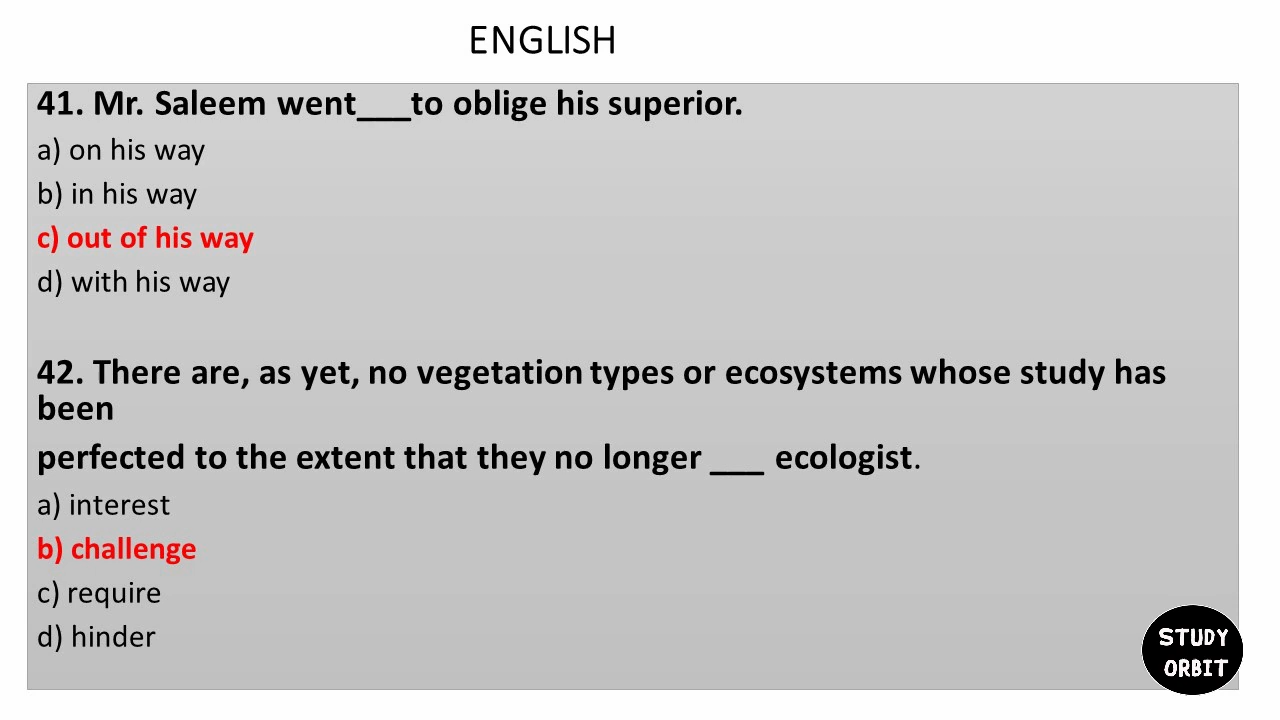 ENGLISH
41. Mr. Saleem went___to oblige his superior.
a) on his way
b) in his way
c) out of his way
d) with his way
42. There are, as yet, no vegetation types or ecosystems whose study has
been
perfected to the extent that they no longer ___ ecologist.
a) interest
b) challenge
c) require
d) hinder
STUDY
ORBIT